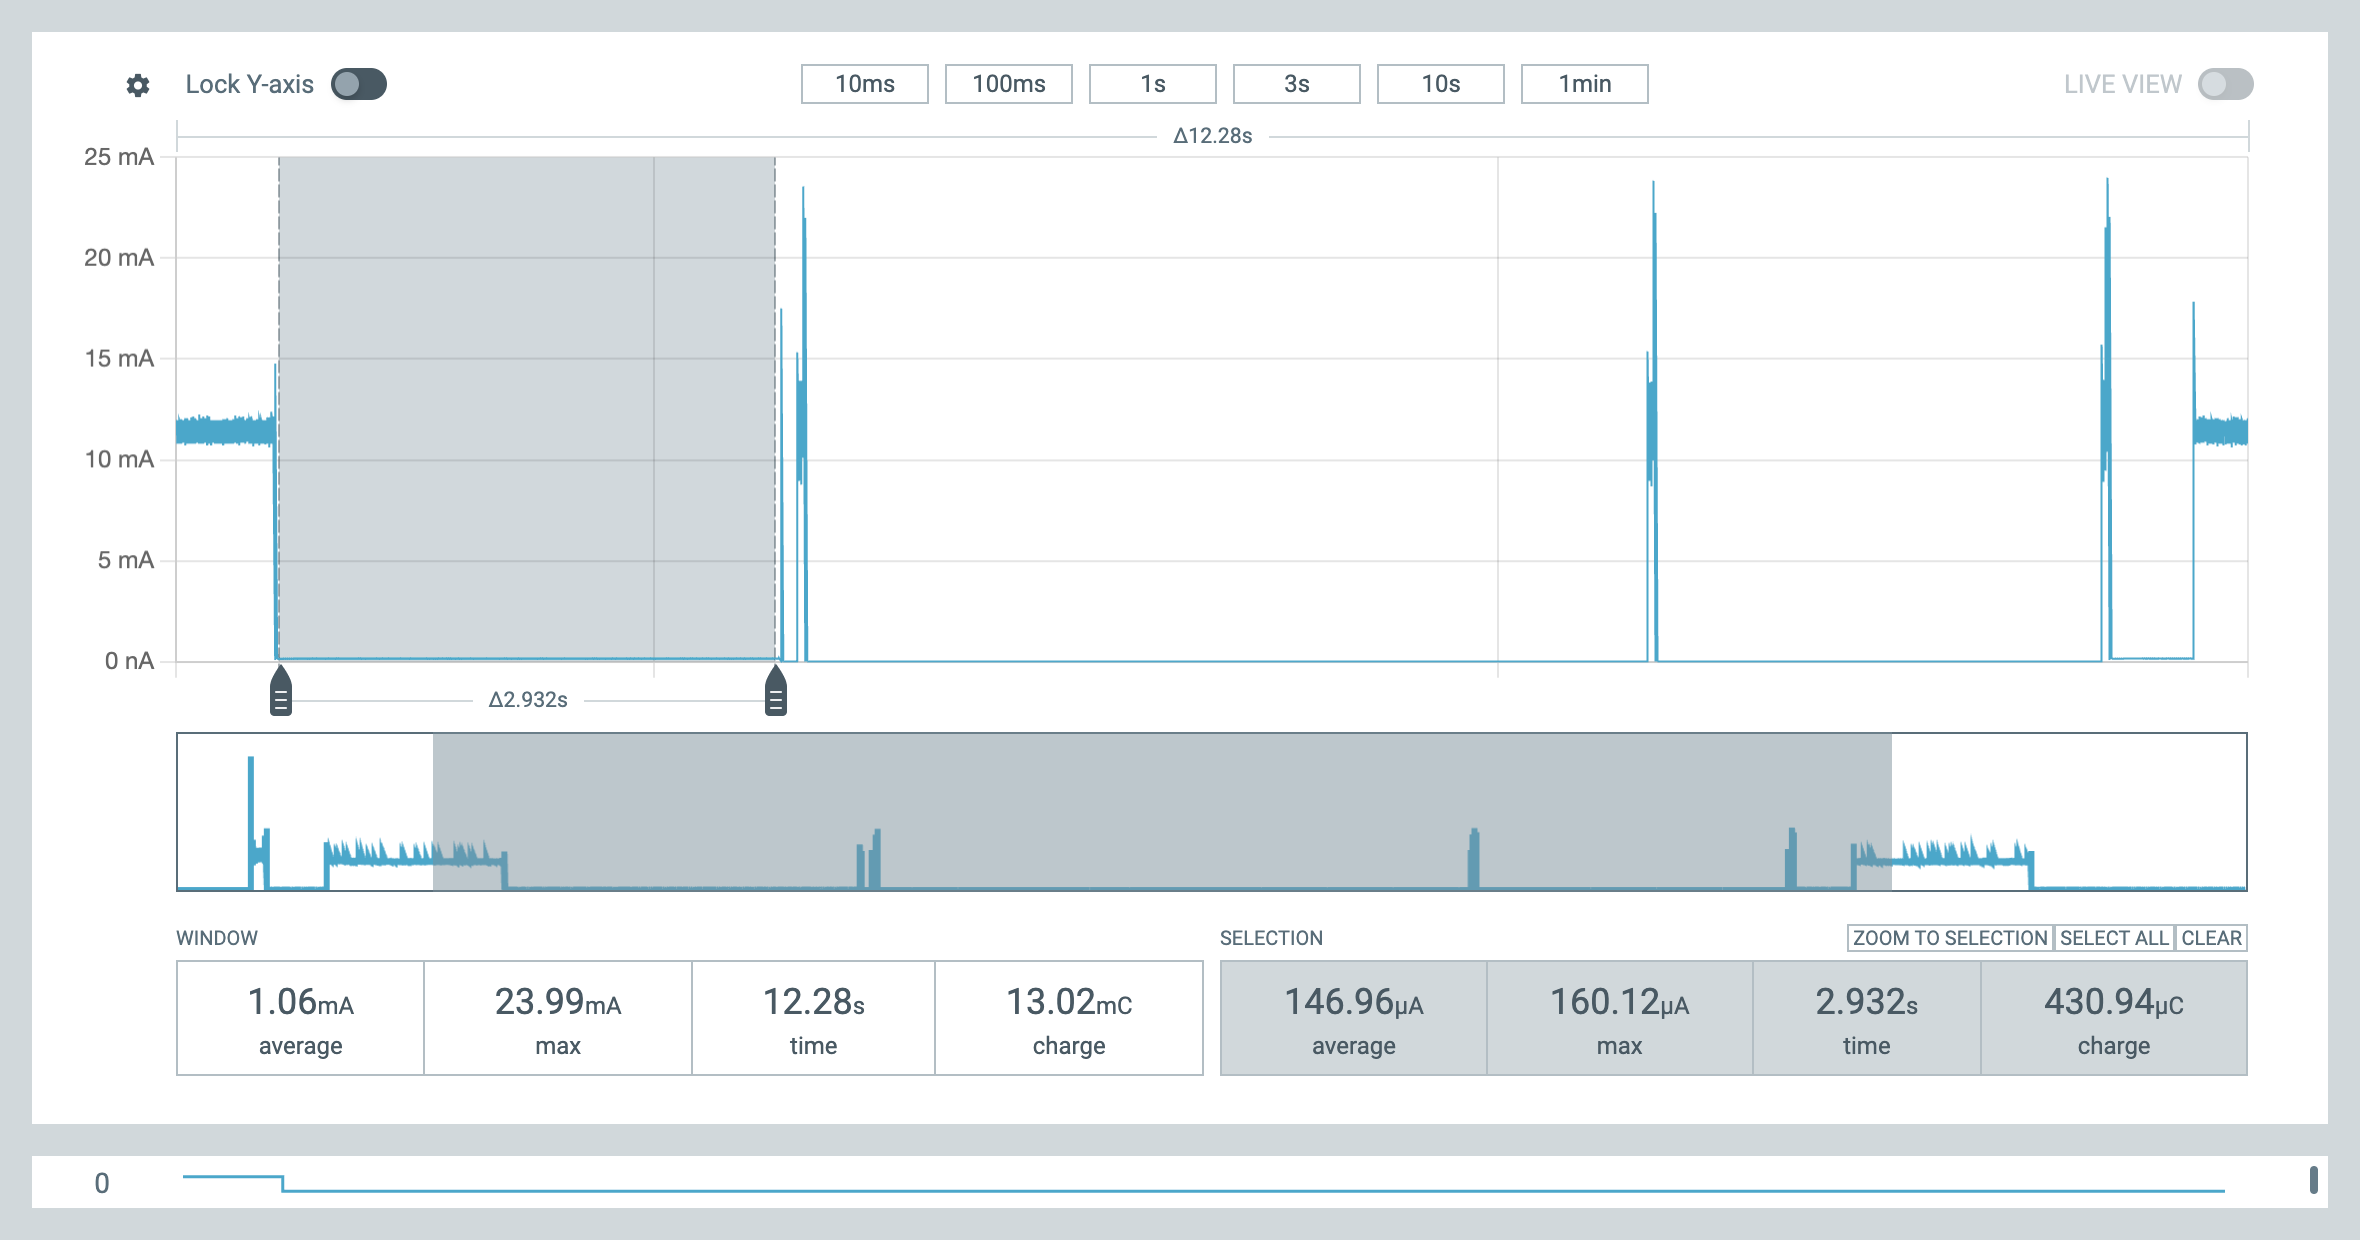 Lock Y-axis 10ms 100ms 1s 3s 10s 1min LIVE VIEW
Δ12.28s
25 mA
20 mA
15 mA
10 mA
5 mA
0 nA
Δ2.932s
WINDOW SELECTION ZOOM TO SELECTION SELECT ALL CLEAR
1.06mA 23.99mA 12.28s 13.02mC 146.96μA 160.12μA 2.932s 430.94μC
average max time charge average max time charge
0